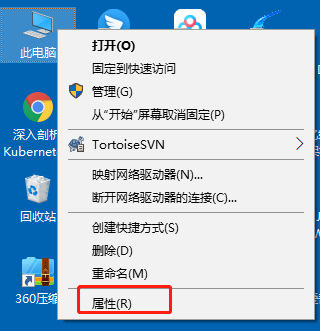 此电脑
打开(O)
固定到快速访问
管理(G)
从"开始"屏幕取消固定(P)
深入剖析
Kubernet
TortoiseSVN
映射网络驱动器(N)...
断开网络驱动器的连接(C)...
回收站
创建快捷方式(S)
删除(D)
重命名(M)
360压缩
属性(R)